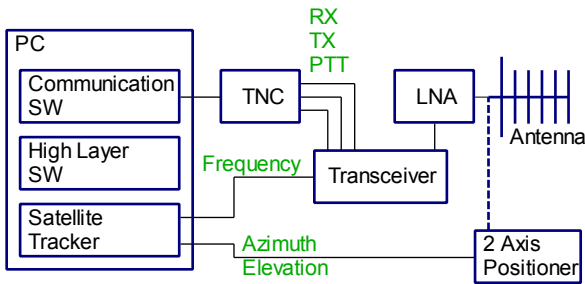 RX
TX
PTT
PC
Communication
SW
TNC
LNA
Antenna
High Layer
SW
Frequency
Transceiver
Satellite
Tracker
Azimuth
Elevation
2 Axis
Positioner